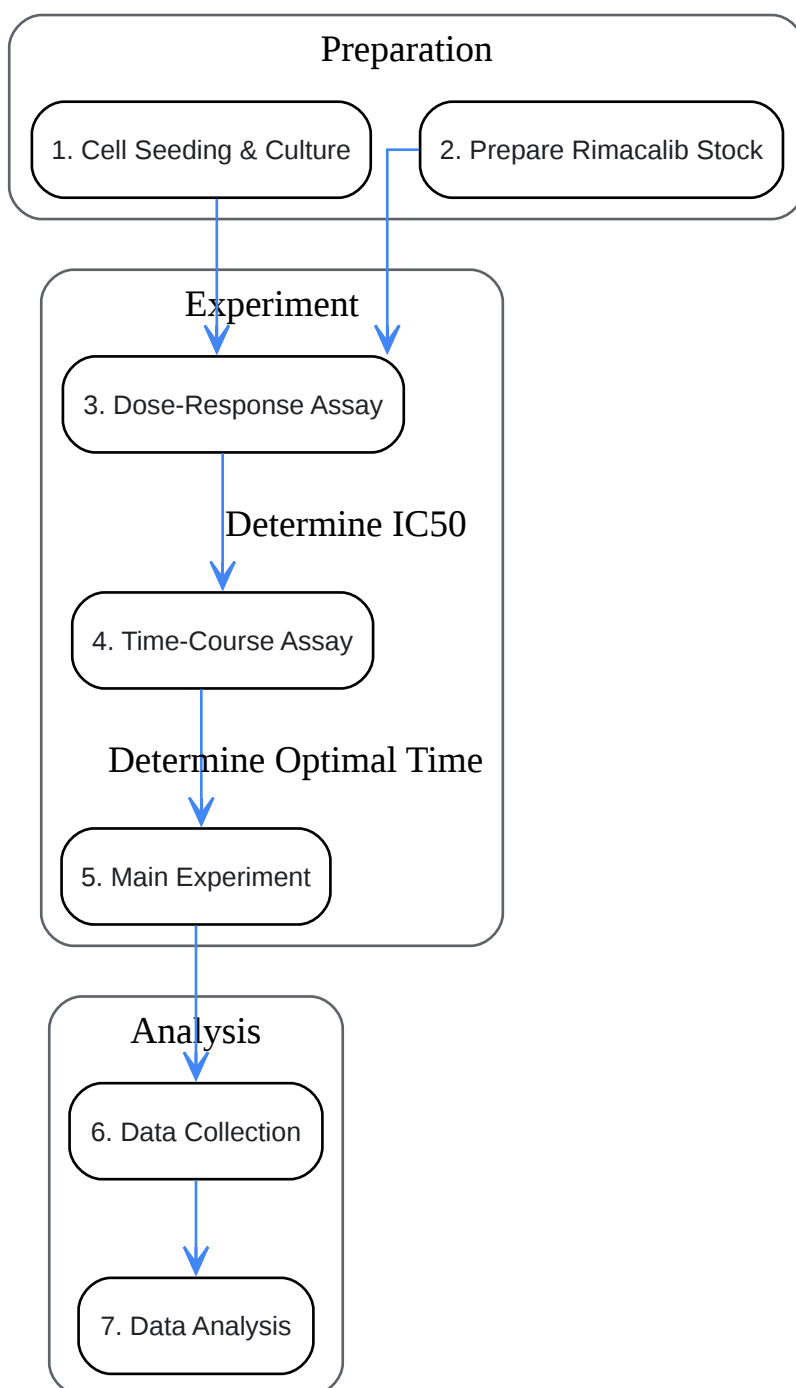 Preparation
1. Cell Seeding & Culture
2. Prepare Rimacalib Stock
Experiment
3. Dose-Response Assay
Determine IC50
4. Time-Course Assay
Determine Optimal Time
5. Main Experiment
Analysis
6. Data Collection
7. Data Analysis